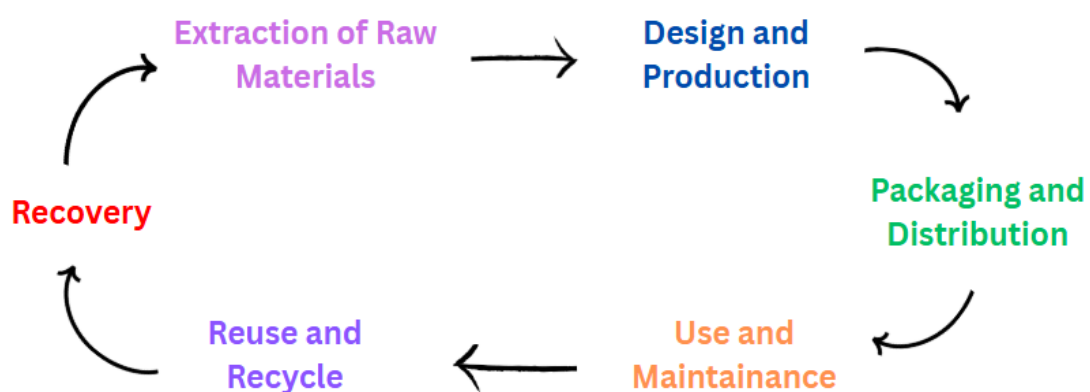 Extraction of Raw
Materials
Design and
Production
Packaging and
Distribution
Use and
Maintainance
Reuse and
Recycle
Recovery